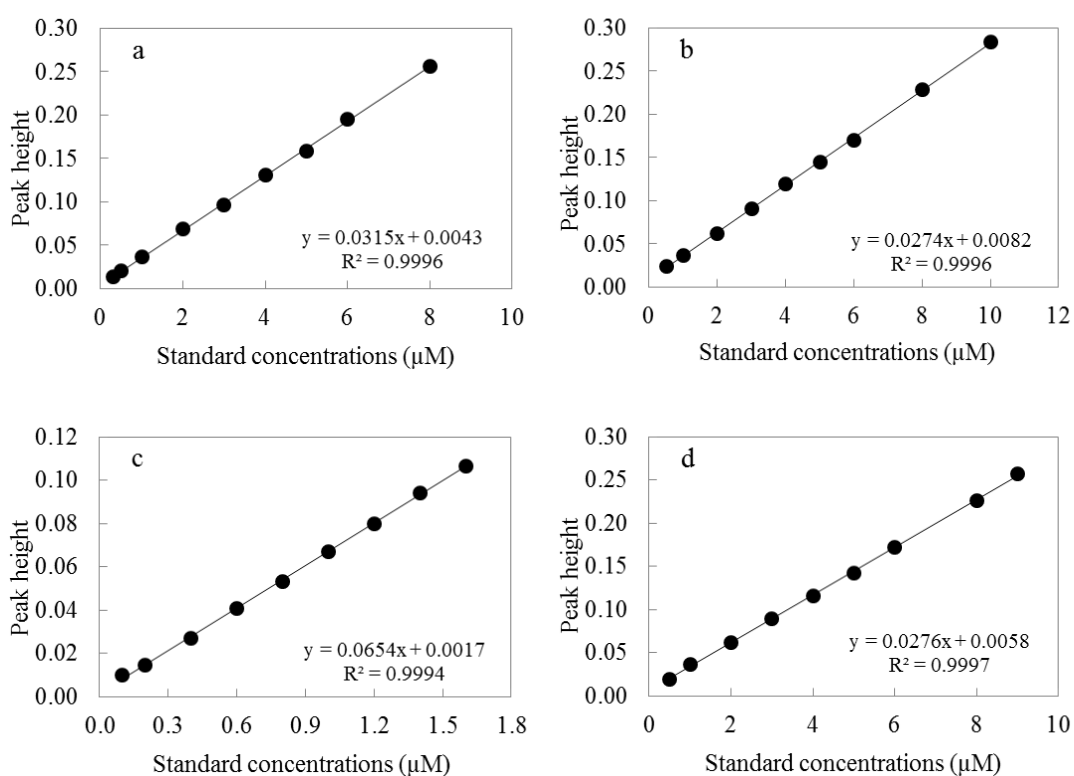 a
Peak height
0.30
0.25
0.20
0.15
0.10
0.05
0.00
y = 0.0315x + 0.0043
R² = 0.9996
0 2 4 6 8 10
Standard concentrations (µM)
b
Peak height
0.30
0.25
0.20
0.15
0.10
0.05
0.00
y = 0.0274x + 0.0082
R² = 0.9996
0 2 4 6 8 10 12
Standard concentrations (µM)
c
Peak height
0.12
0.10
0.08
0.06
0.04
0.02
0.00
y = 0.0654x + 0.0017
R² = 0.9994
0.0 0.3 0.6 0.9 1.2 1.5 1.8
Standard concentrations (µM)
d
Peak height
0.30
0.25
0.20
0.15
0.10
0.05
0.00
y = 0.0276x + 0.0058
R² = 0.9997
0 2 4 6 8 10
Standard concentrations (µM)